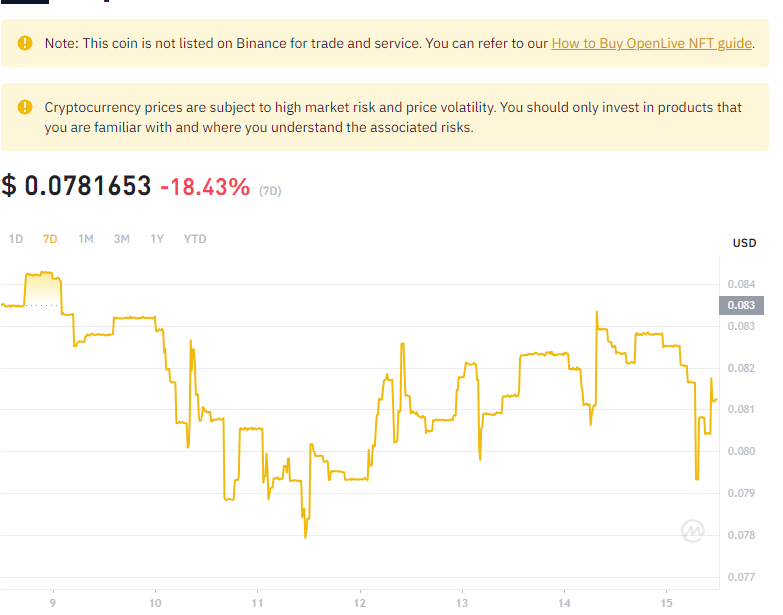 Note: This coin is not listed on Binance for trade and service. You can refer to our How to Buy OpenLive NFT guide.
Cryptocurrency prices are subject to high market risk and price volatility. You should only invest in products that
you are familiar with and where you understand the associated risks.
$ 0.0781653 -18.43% (7D)
1D 7D 1M 3M 1Y YTD
USD
0.084
0.083
0.083
0.082
0.081
0.080
0.079
0.078
0.077
9 10 11 12 13 14 15